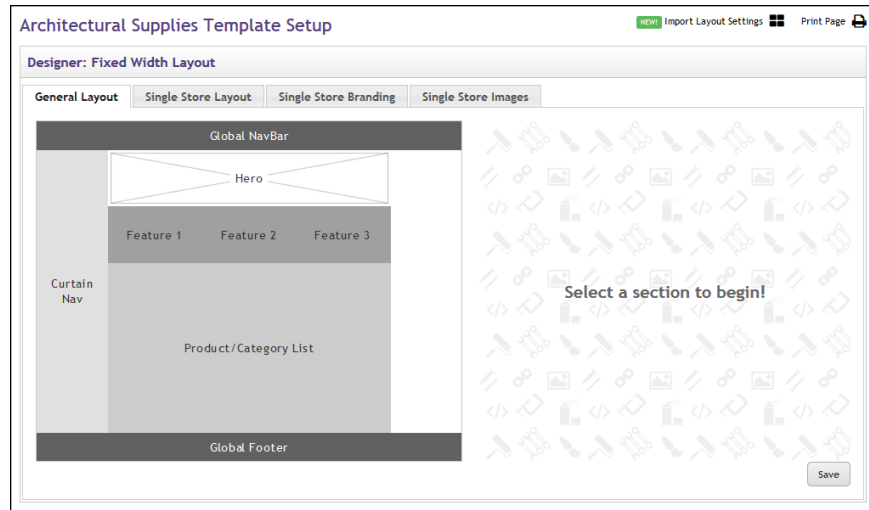 Architectural Supplies Template Setup
NEW! Import Layout Settings Print Page
Designer: Fixed Width Layout
General Layout Single Store Layout Single Store Branding Single Store Images
Global NavBar
Hero
Feature 1 Feature 2 Feature 3
Curtain
Nav
Select a section to begin!
Product/Category List
Global Footer
Save